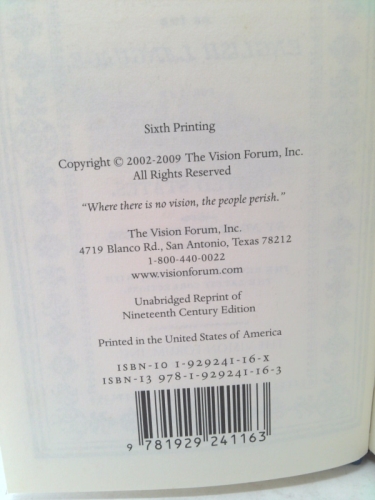 Sixth Printing
Copyright © 2002-2009 The Vision Forum, Inc.
All Rights Reserved
"Where there is no vision, the people perish."
The Vision Forum, Inc.
4719 Blanco Rd., San Antonio, Texas 78212
1-800-440-0022
www.visionforum.com
Unabridged Reprint of
Nineteenth Century Edition
Printed in the United States of America
ISBN-10 1-929241-16-X
ISBN-13 978-1-929241-16-3
9 781929 241163